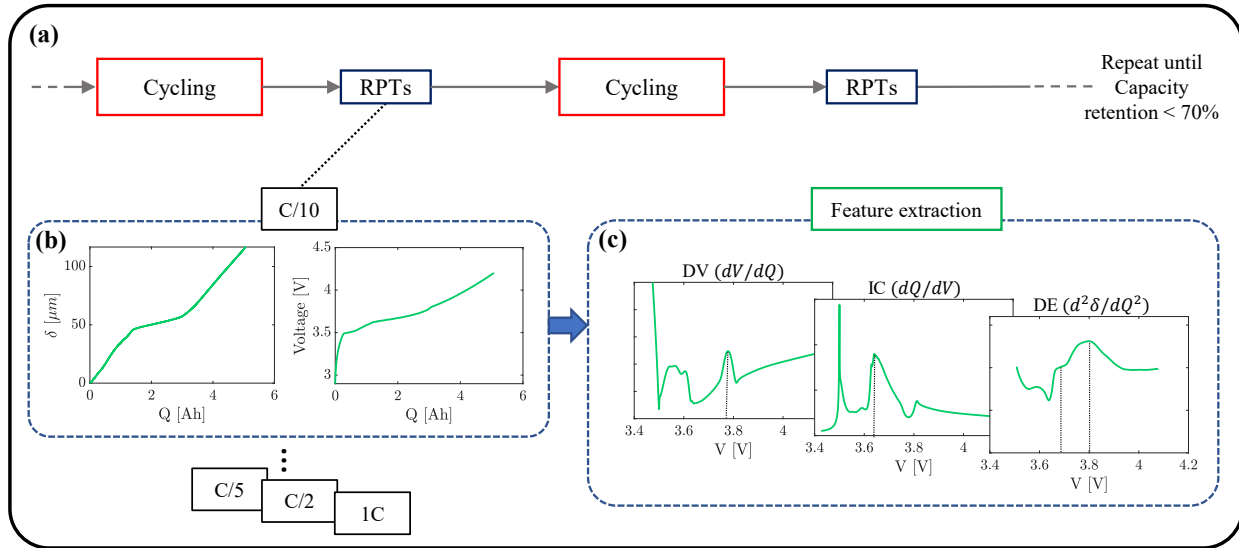 (a)
Cycling
RPTs
Cycling
RPTs
Repeat until
Capacity
retention < 70%
C/10
(b)
100
50
0
δ [μm]
0 2 4 6
Q [Ah]
4.5
4
3.5
3
Voltage [V]
0 2 4 6
Q [Ah]
C/5
C/2
1C
Feature extraction
(c)
DV (dV/dQ)
3.4 3.6 3.8 4
V [V]
IC (dQ/dV)
3.4 3.6 3.8 4
V [V]
DE (d²δ/dQ²)
3.4 3.6 3.8 4 4.2
V [V]